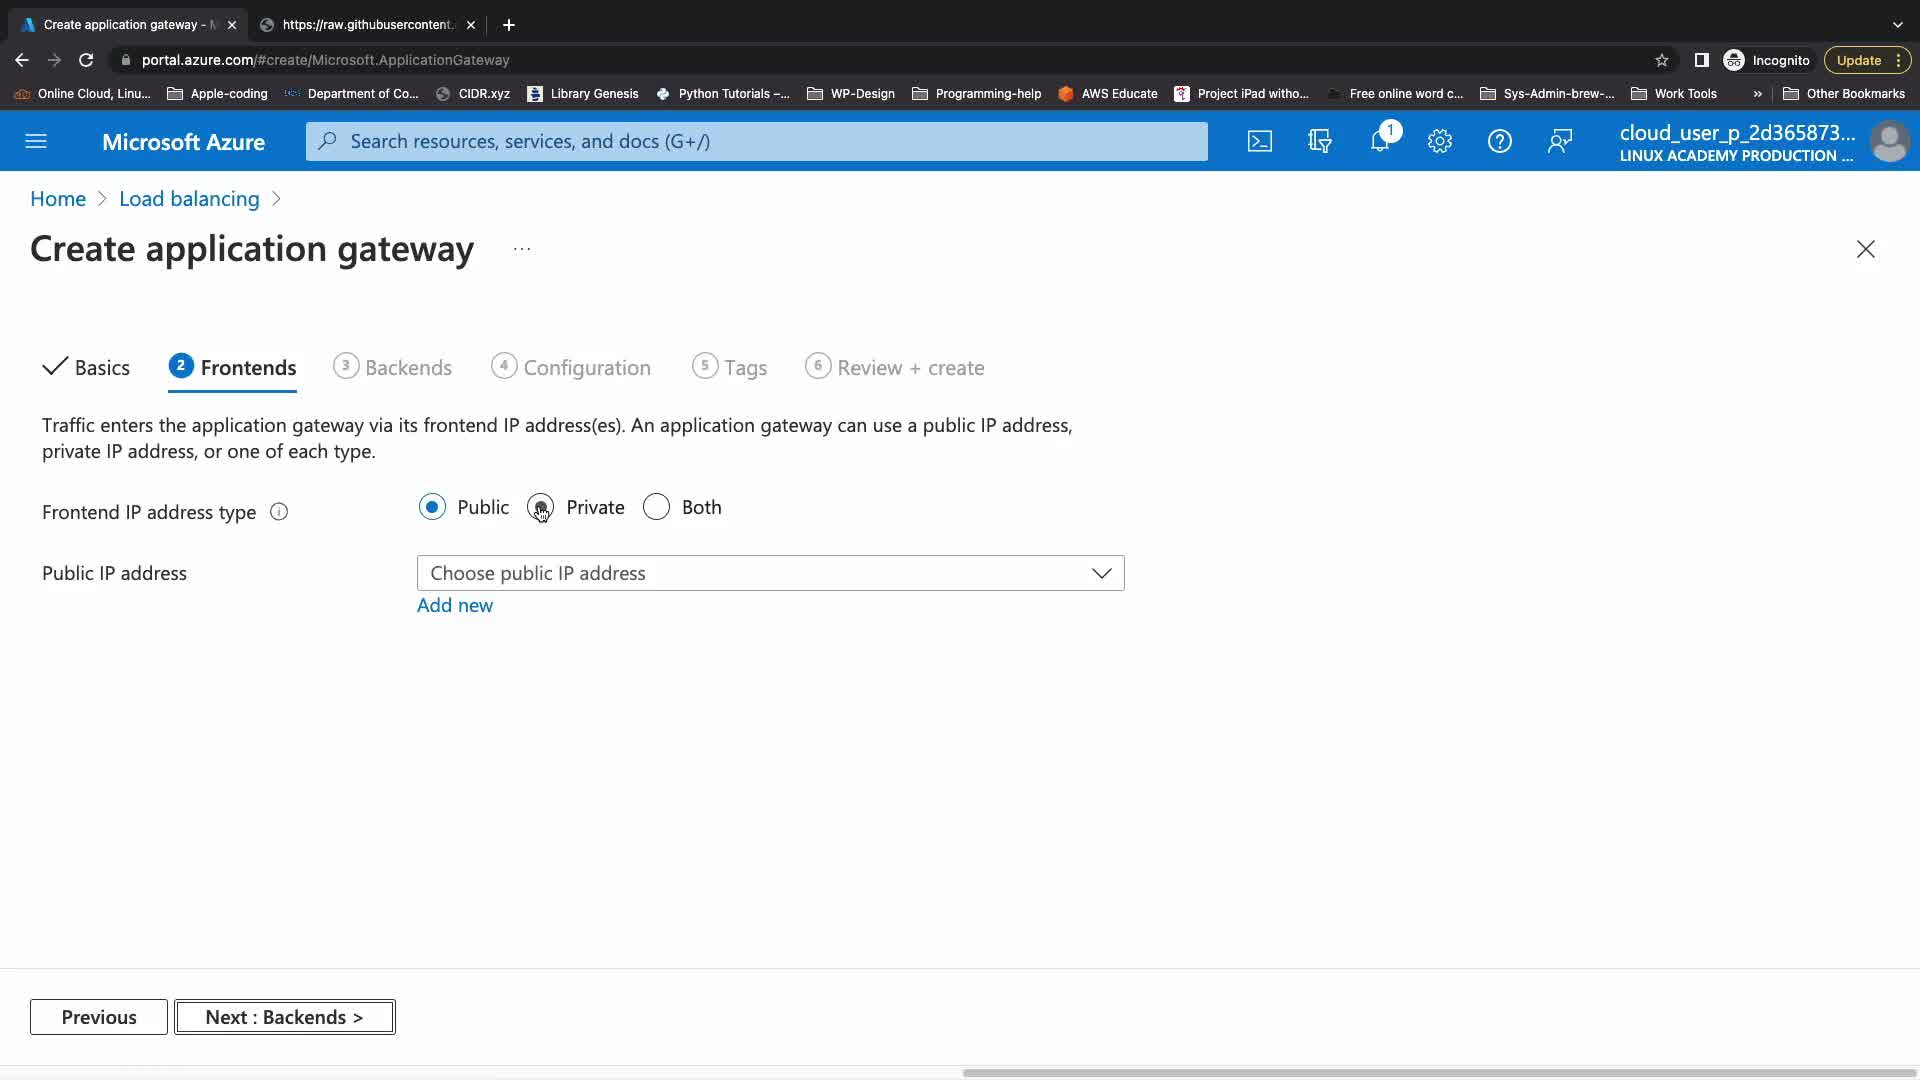 Create application gateway - M
https://raw.githubusercontent.
portal.azure.com/#create/Microsoft.ApplicationGateway
Incognito
Update
Online Cloud, Linu...
Apple-coding
Department of Co...
CIDR.xyz
Library Genesis
Python Tutorials –...
WP-Design
Programming-help
AWS Educate
Project iPad witho...
Free online word c...
Sys-Admin-brew-...
Work Tools
»
Other Bookmarks
Microsoft Azure
Search resources, services, and docs (G+/)
1
cloud_user_p_2d365873...
LINUX ACADEMY PRODUCTION ...
Home > Load balancing >
Create application gateway ...
Basics
2 Frontends
3 Backends
4 Configuration
5 Tags
6 Review + create
Traffic enters the application gateway via its frontend IP address(es). An application gateway can use a public IP address,
private IP address, or one of each type.
Frontend IP address type
Public
Private
Both
Public IP address
Choose public IP address
Add new
Previous
Next : Backends >